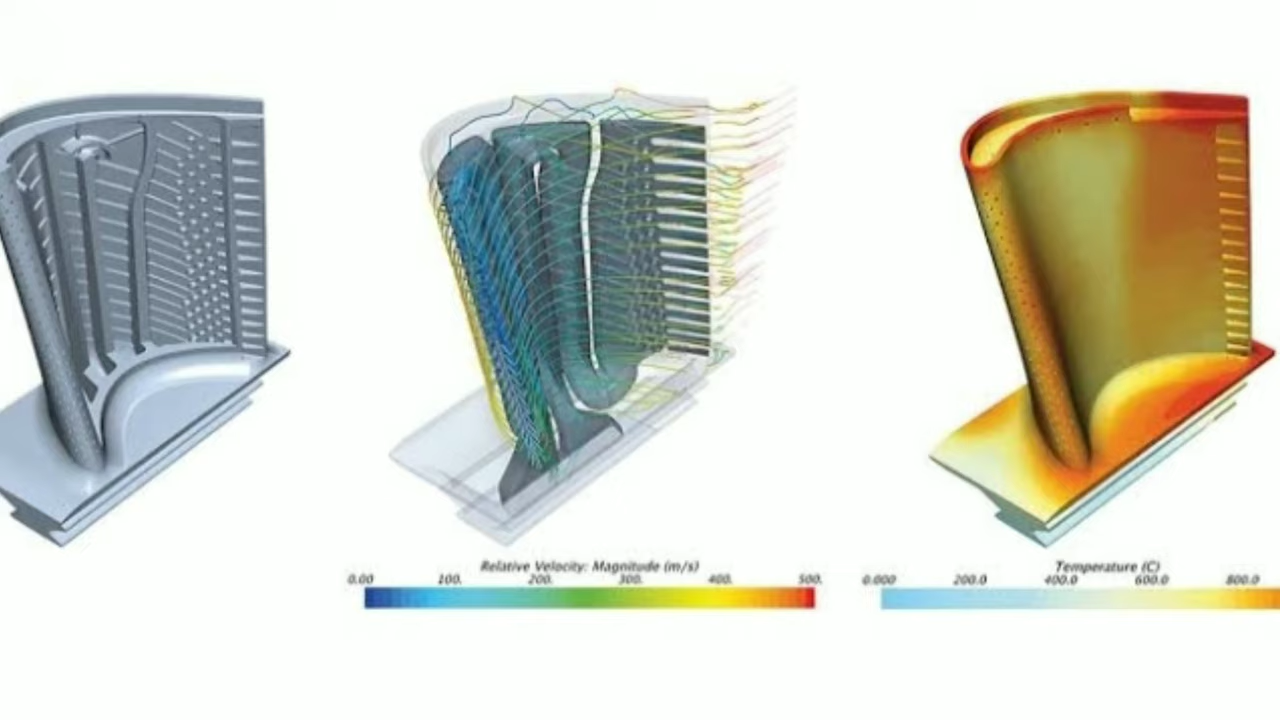 Relative Velocity: Magnitude (m/s)
0.00 100. 200. 300. 400. 500.
Temperature (C)
0.000 200.0 400.0 600.0 800.0